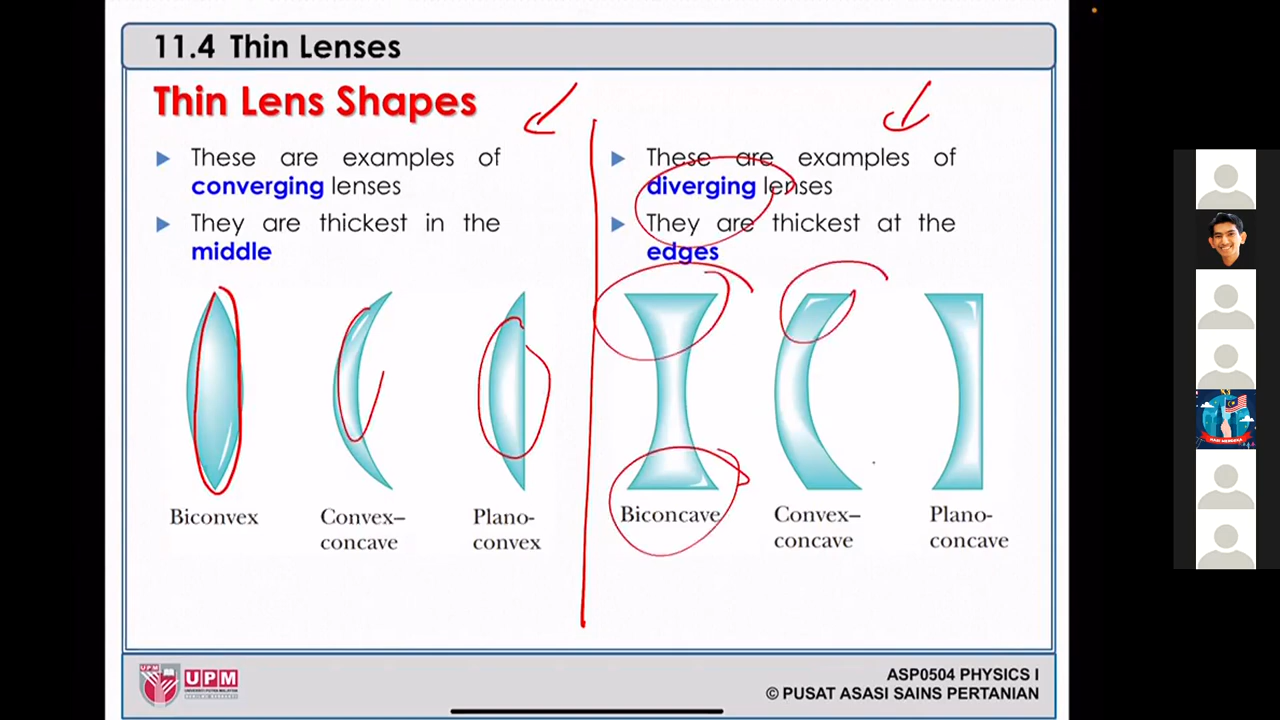 11.4 Thin Lenses
Thin Lens Shapes
These are examples of
converging lenses
They are thickest in the
middle
Biconvex
Convex–
concave
Plano-
convex
These are examples of
diverging lenses
They are thickest at the
edges
Biconcave
Convex–
concave
Plano-
concave
UPM
UPM
ASP0504 PHYSICS I
© PUSAT ASASI SAINS PERTANIAN